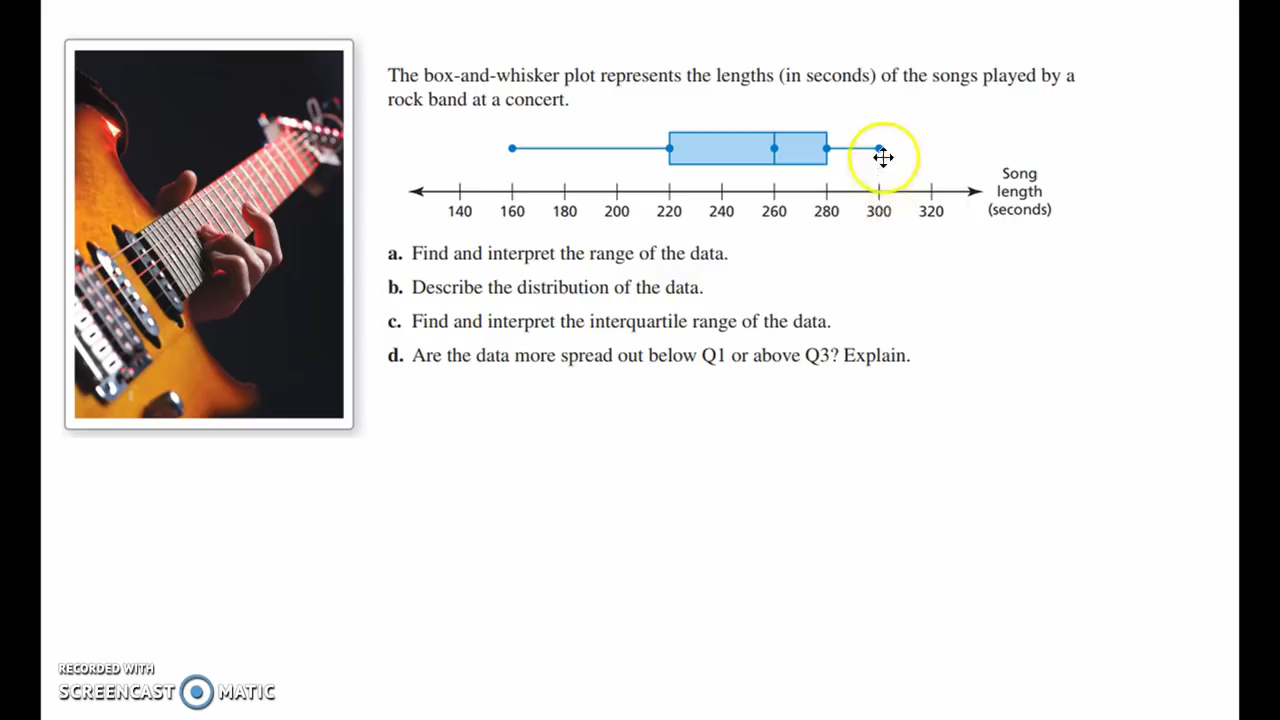 The box-and-whisker plot represents the lengths (in seconds) of the songs played by a
rock band at a concert.
Song
length
(seconds)
140 160 180 200 220 240 260 280 300 320
a. Find and interpret the range of the data.
b. Describe the distribution of the data.
c. Find and interpret the interquartile range of the data.
d. Are the data more spread out below Q1 or above Q3? Explain.
RECORDED WITH
SCREENCAST MATIC